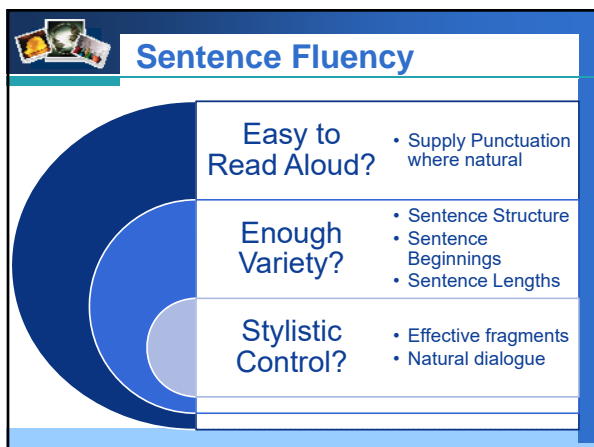 Sentence Fluency
Easy to
Read Aloud?
• Supply Punctuation
where natural
Enough
Variety?
• Sentence Structure
• Sentence
Beginnings
• Sentence Lengths
Stylistic
Control?
• Effective fragments
• Natural dialogue